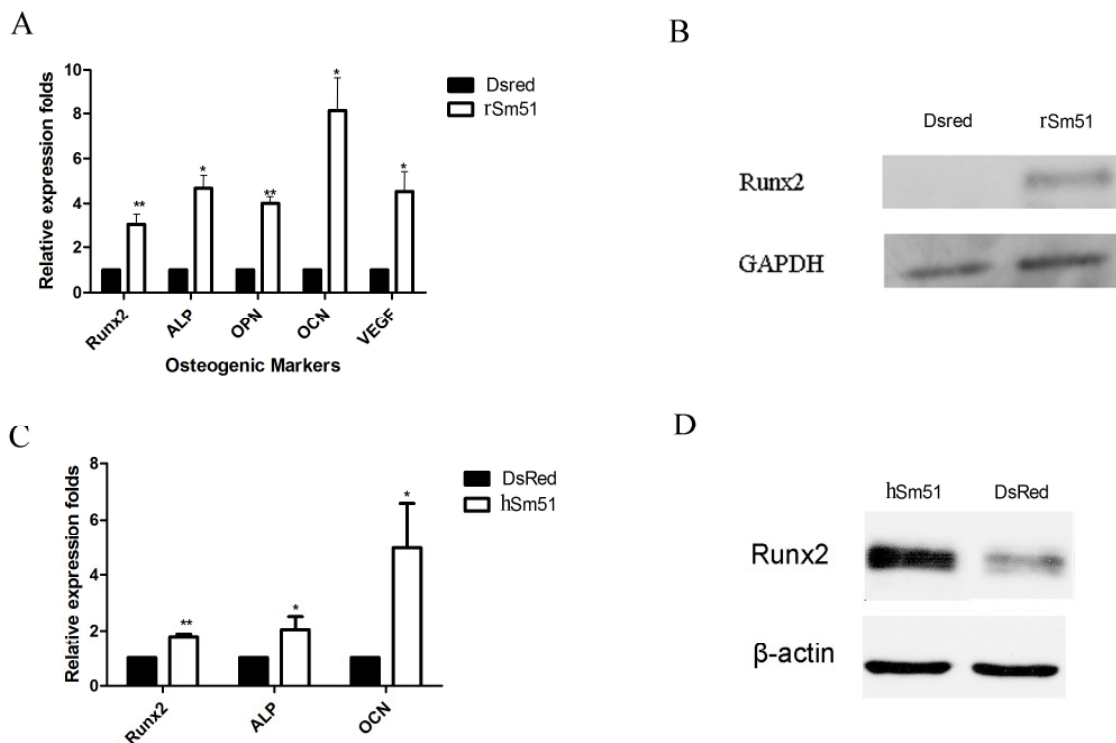 A
Relative expression folds
10
8
6
4
2
0
**
*
**
*
*
Dsred
rSm51
Runx2
ALP
OPN
OCN
VEGF
Osteogenic Markers
B
Dsred rSm51
Runx2
GAPDH
C
Relative expression folds
8
6
4
2
0
**
*
*
DsRed
hSm51
Runx2
ALP
OCN
D
hSm51 DsRed
Runx2
β-actin